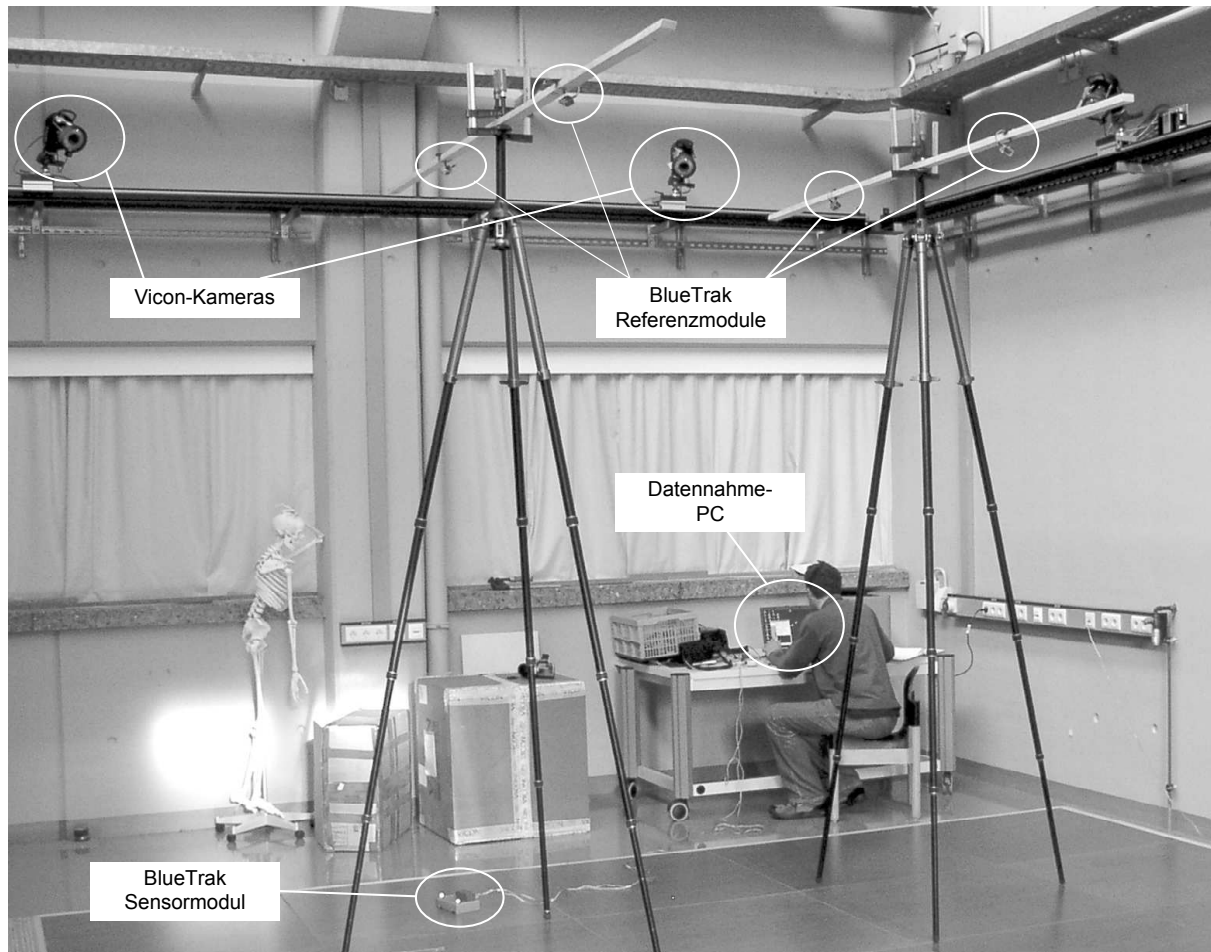 Vicon-Kameras
BlueTrak
Referenzmodule
Datennahme-
PC
BlueTrak
Sensormodul